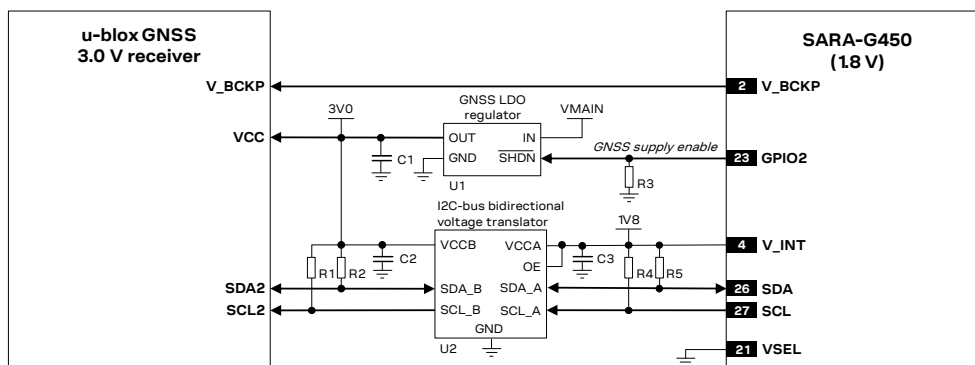 u-blox GNSS
3.0 V receiver
SARA-G450
(1.8 V)
V_BCKP
2
V_BCKP
3V0
GNSS LDO
regulator
VMAIN
VCC
OUT
IN
GNSS supply enable
23
GPIO2
C1
GND
SHDN
R3
U1
I2C-bus bidirectional
voltage translator
1V8
VCCB
VCCA
4
V_INT
R1
R2
C2
OE
C3
R4
R5
SDA2
SDA_B
SDA_A
26
SDA
SCL2
SCL_B
SCL_A
27
SCL
GND
U2
21
VSEL